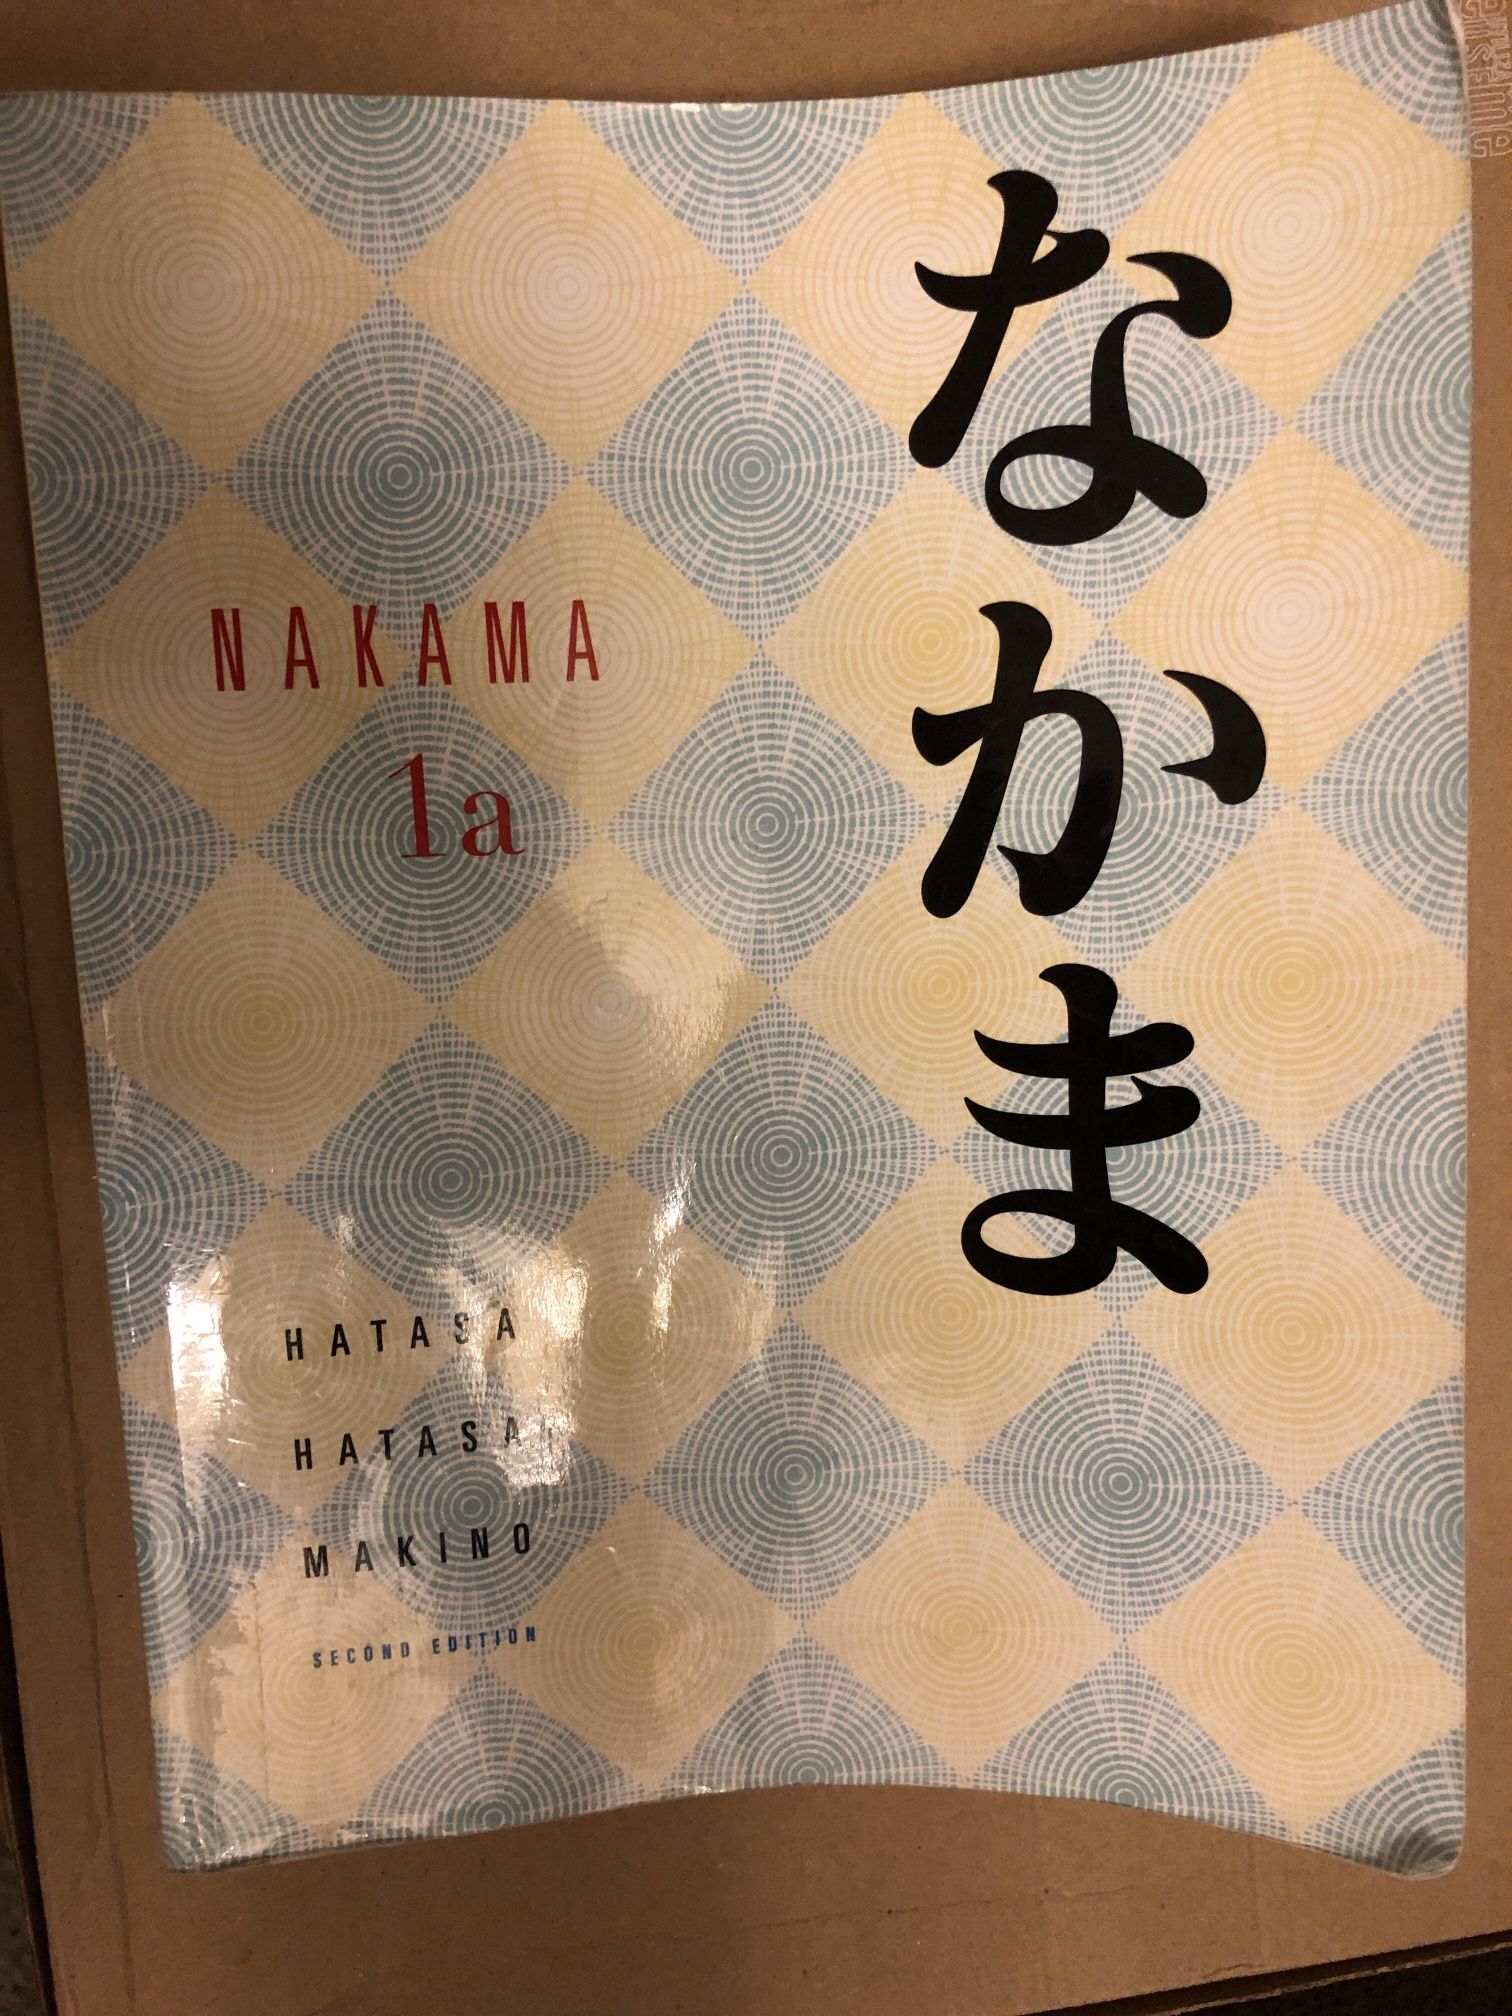 なかま
NAKAMA
1a
HATASA
HATASA
MAKINO
SECOND EDITION